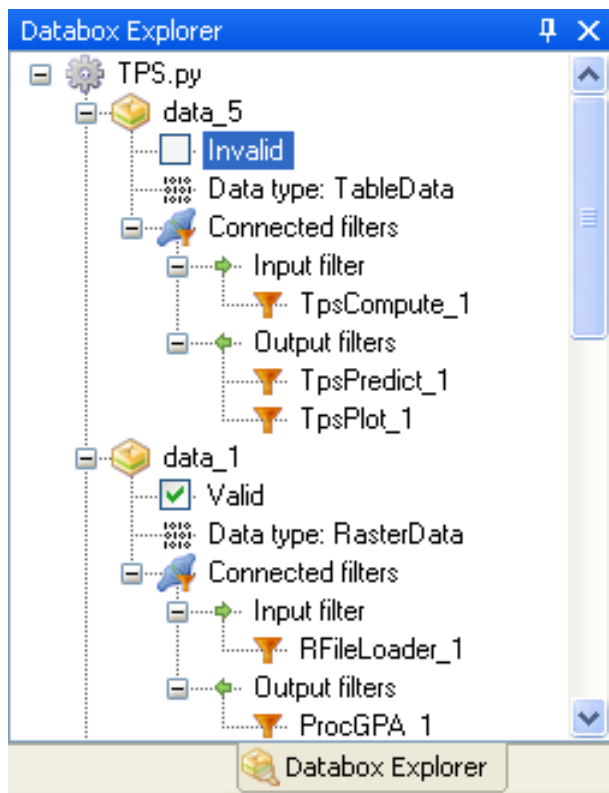 Databox Explorer
TPS.py
data_5
Invalid
Data type: TableData
Connected filters
Input filter
TpsCompute_1
Output filters
TpsPredict_1
TpsPlot_1
data_1
Valid
Data type: RasterData
Connected filters
Input filter
RFileLoader_1
Output filters
ProcGPA_1
Databox Explorer